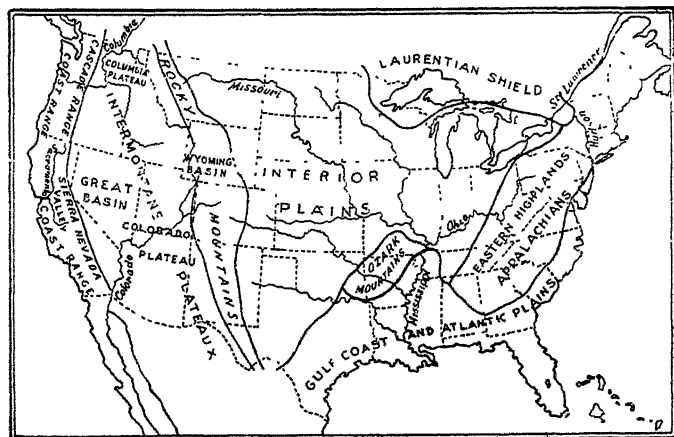 LAURENTIAN SHIELD
St. Lawrence
Hudson
Columbia
CASCADE RANGE
COAST RANGE
COLUMBIA
PLATEAU
ROCKY
MOUNTAINS
Missouri
INTERMONTANE
PLATEAUX
WYOMING
BASIN
INTERIOR
PLAINS
GREAT
BASIN
Sacramento
VALLEY
SIERRA NEVADA
COAST RANGE
COLORADO
PLATEAU
Colorado
Ohio
EASTERN HIGHLANDS
APPALACHIANS
OZARK
MOUNTAINS
Mississippi
GULF COAST AND ATLANTIC PLAINS